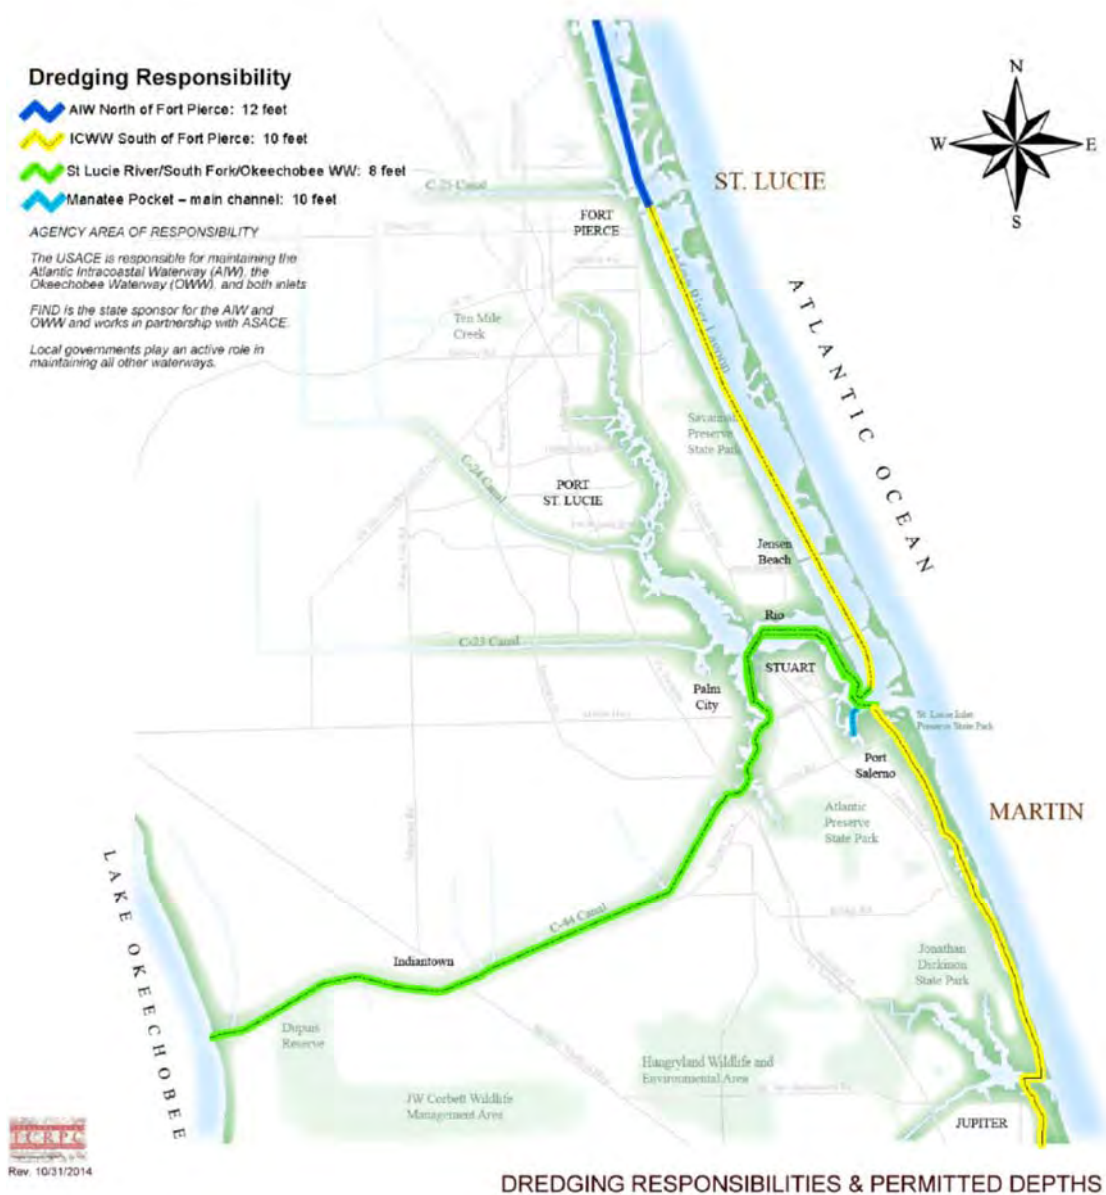 Dredging Responsibility
AIW North of Fort Pierce: 12 feet
ICWW South of Fort Pierce: 10 feet
St Lucie River/South Fork/Okeechobee WW: 8 feet
Manatee Pocket – main channel: 10 feet
AGENCY AREA OF RESPONSIBILITY
The USACE is responsible for maintaining the
Atlantic Intracoastal Waterway (AIW), the
Okeechobee Waterway (OWW), and both inlets
FIND is the state sponsor for the AIW and
OWW and works in partnership with ASACE.
Local governments play an active role in
maintaining all other waterways.
N
W
E
S
ST. LUCIE
C-25 Canal
FORT
PIERCE
Indian River Lagoon
ATLANTIC OCEAN
Ten Mile
Creek
Savannas
Preserve
State Park
C-24 Canal
PORT
ST. LUCIE
Jensen
Beach
Rio
C-23 Canal
STUART
Palm
City
St. Lucie Inlet
Preserve State Park
Port
Salerno
MARTIN
Atlantic
Preserve
State Park
LAKE OKEECHOBEE
C-44 Canal
Indiantown
Jonathan
Dickinson
State Park
Dupuis
Reserve
Hungryland Wildlife and
Environmental Area
JW Corbett Wildlife
Management Area
JUPITER
TCRPC
Rev. 10/31/2014
DREDGING RESPONSIBILITIES & PERMITTED DEPTHS